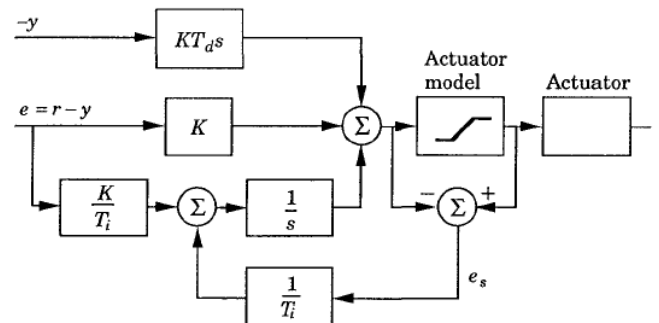 −y
KT_d s
Actuator
model
Actuator
e = r − y
K
Σ
K
T_i
Σ
1
s
−
Σ
+
1
T_i
e_s